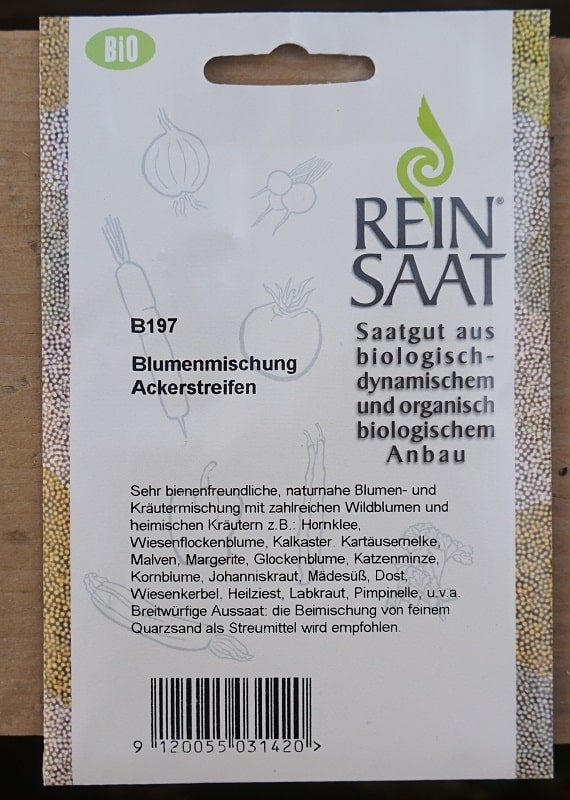 BiO
REIN®
SAAT
Saatgut aus
biologisch-
dynamischem
und organisch
biologischem
Anbau
B197
Blumenmischung
Ackerstreifen
Sehr bienenfreundliche, naturnahe Blumen- und
Kräutermischung mit zahlreichen Wildblumen und
heimischen Kräutern z.B.: Hornklee,
Wiesenflockenblume, Kalkaster. Kartäusernelke,
Malven, Margerite, Glockenblume, Katzenminze,
Kornblume, Johanniskraut, Mädesüß, Dost,
Wiesenkerbel, Heilziest, Labkraut, Pimpinelle, u.v.a.
Breitwürfige Aussaat: die Beimischung von feinem
Quarzsand als Streumittel wird empfohlen.
9 120055 031420 >